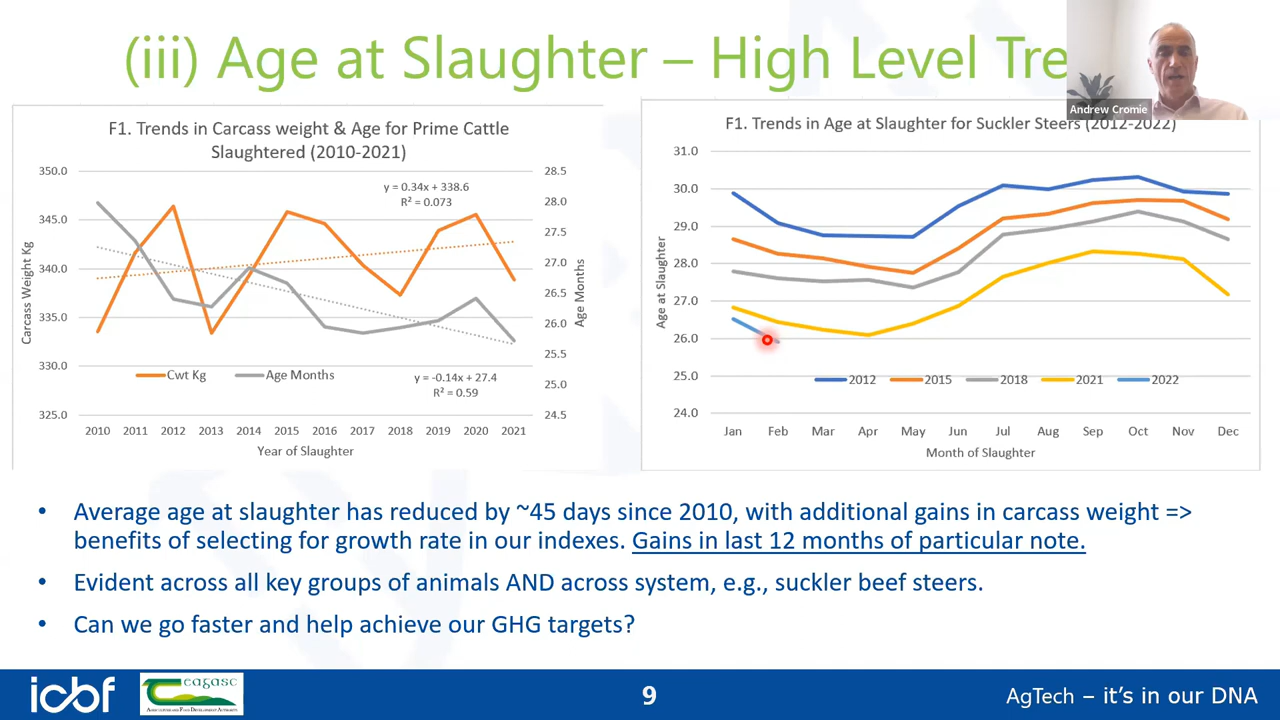 (iii) Age at Slaughter – High Level Tre
Andrew Cromie
F1. Trends in Carcass weight & Age for Prime Cattle
Slaughtered (2010-2021)
350.0
345.0
340.0
335.0
330.0
325.0
Carcass Weight Kg
28.5
28.0
27.5
27.0
26.5
26.0
25.5
25.0
24.5
Age Months
y = 0.34x + 338.6
R² = 0.073
Cwt Kg
Age Months
y = -0.14x + 27.4
R² = 0.59
2010 2011 2012 2013 2014 2015 2016 2017 2018 2019 2020 2021
Year of Slaughter
F1. Trends in Age at Slaughter for Suckler Steers (2012-2022)
31.0
30.0
29.0
28.0
27.0
26.0
25.0
24.0
Age at Slaughter
2012 2015 2018 2021 2022
Jan Feb Mar Apr May Jun Jul Aug Sep Oct Nov Dec
Month of Slaughter
• Average age at slaughter has reduced by ~45 days since 2010, with additional gains in carcass weight =>
benefits of selecting for growth rate in our indexes. Gains in last 12 months of particular note.
• Evident across all key groups of animals AND across system, e.g., suckler beef steers.
• Can we go faster and help achieve our GHG targets?
icbf
teagasc
Agriculture and Food Development Authority
9
AgTech – it’s in our DNA